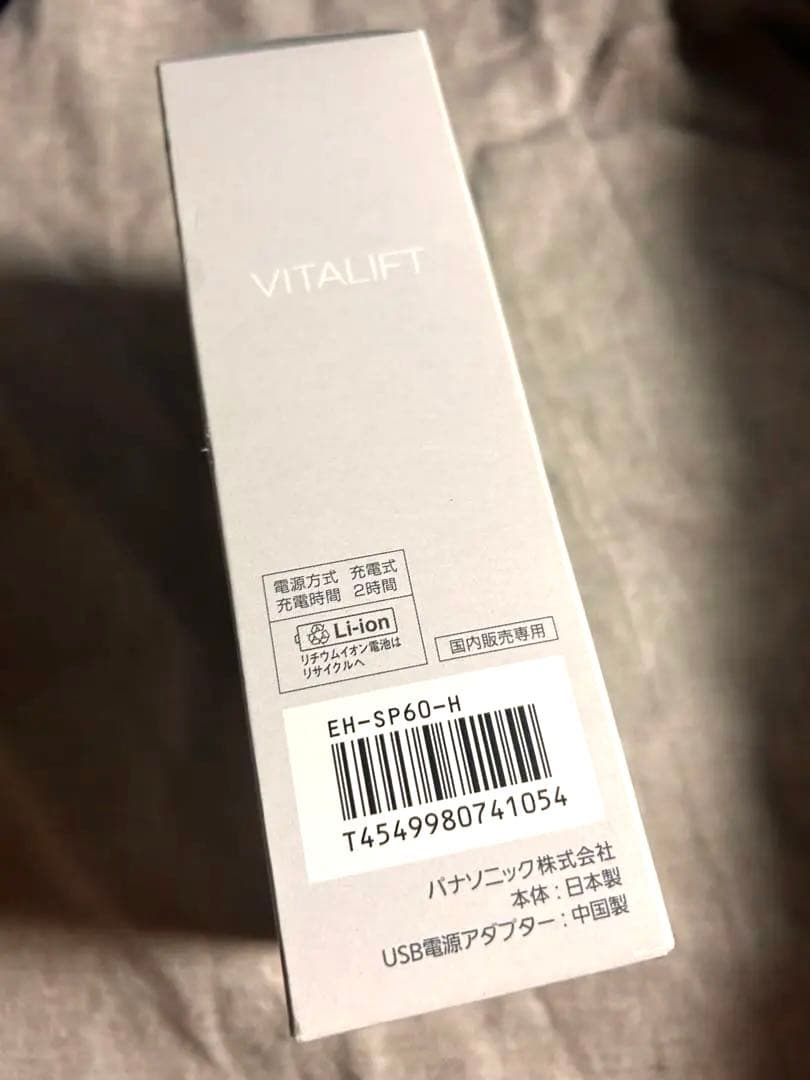 VITALIFT
電源方式 充電式
充電時間 2時間
Li-ion
リチウムイオン電池は
リサイクルへ
国内販売専用
EH-SP60-H
T4549980741054
パナソニック株式会社
本体:日本製
USB電源アダプター:中国製